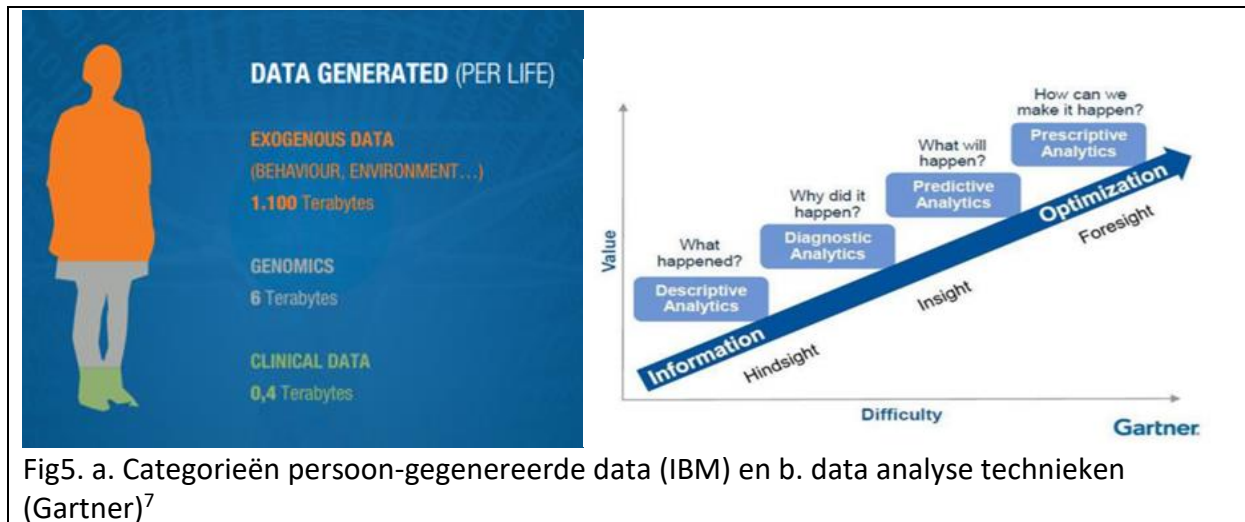 DATA GENERATED (PER LIFE)
EXOGENOUS DATA
(BEHAVIOUR, ENVIRONMENT...)
1.100 Terabytes
GENOMICS
6 Terabytes
CLINICAL DATA
0,4 Terabytes
Value
What
happened?
Descriptive
Analytics
Why did it
happen?
Diagnostic
Analytics
What will
happen?
Predictive
Analytics
How can we
make it happen?
Prescriptive
Analytics
Information
Optimization
Hindsight
Insight
Foresight
Difficulty
Gartner
Fig5. a. Categorieën persoon-gegenereerde data (IBM) en b. data analyse technieken
(Gartner)⁷